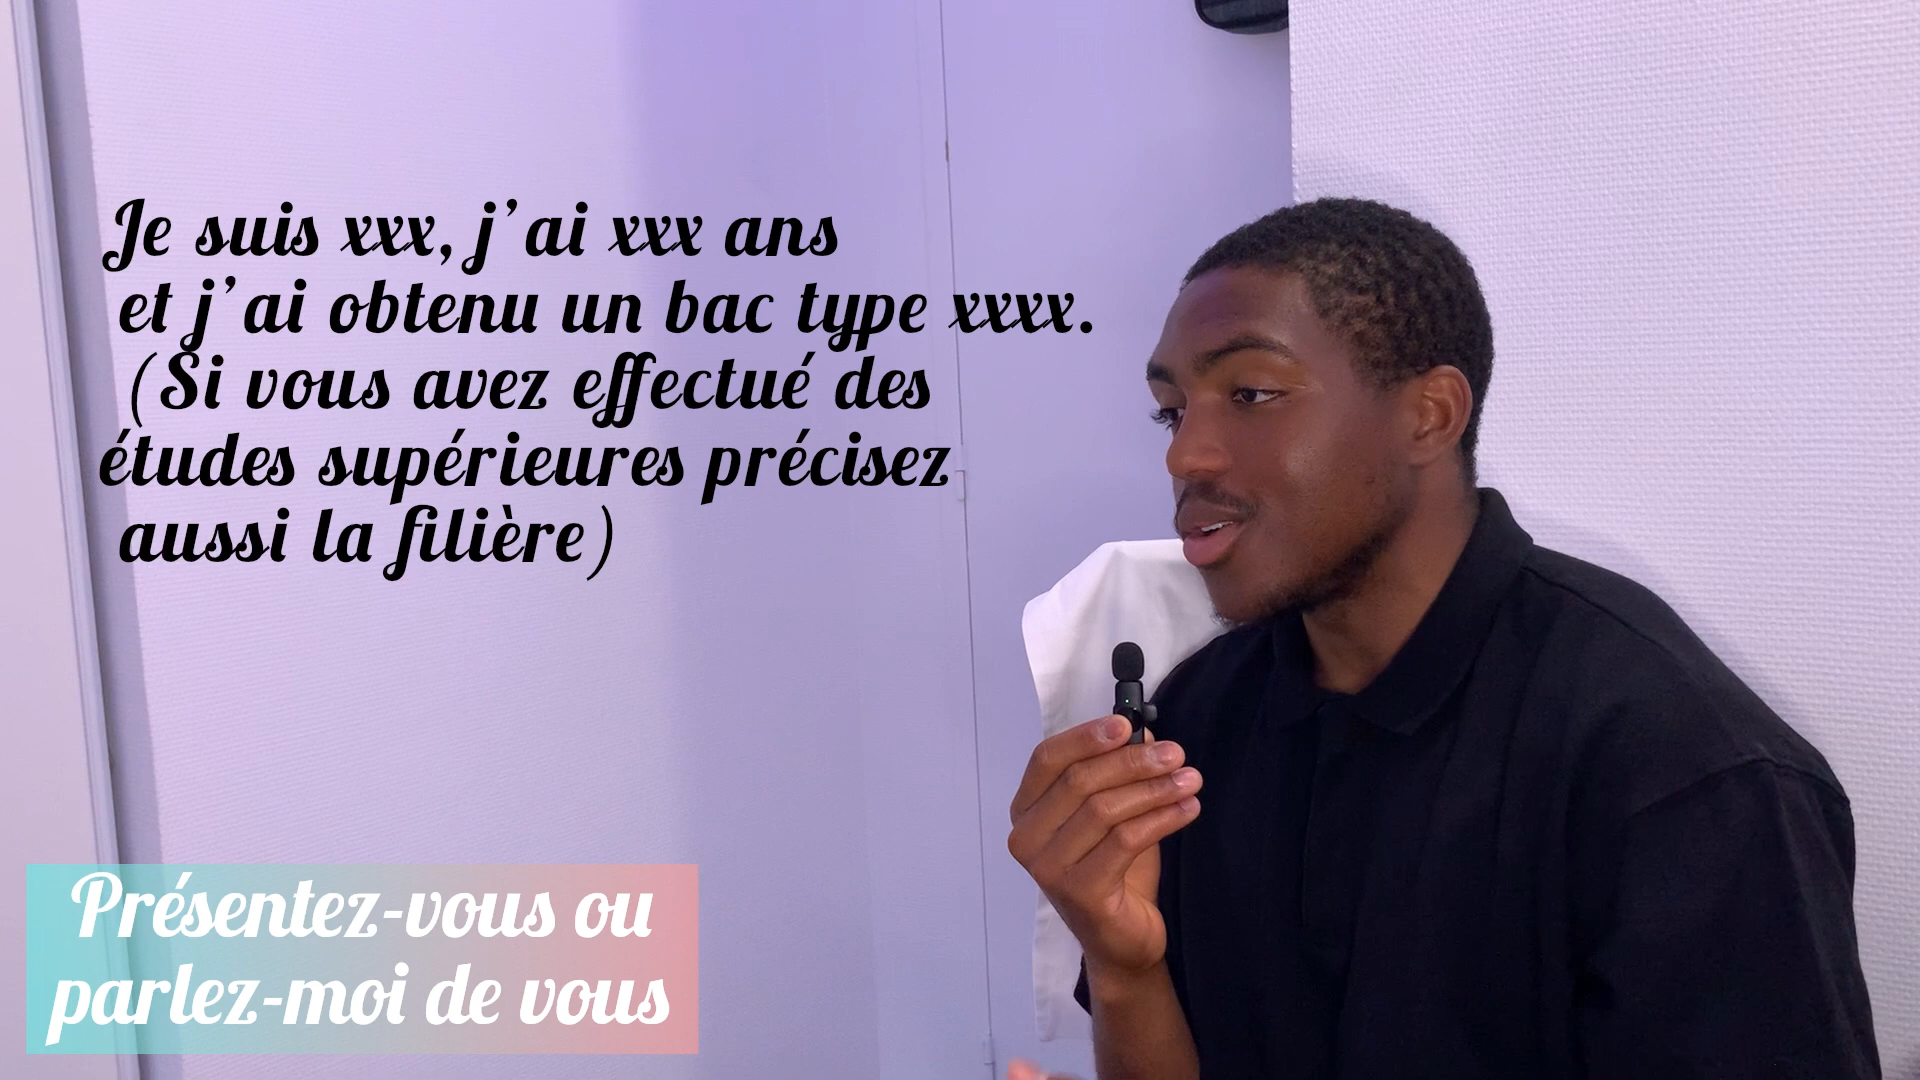 Je suis xxx, j'ai xxx ans
et j'ai obtenu un bac type xxxx.
(Si vous avez effectué des
études supérieures précisez
aussi la filière)
Présentez-vous ou
parlez-moi de vous